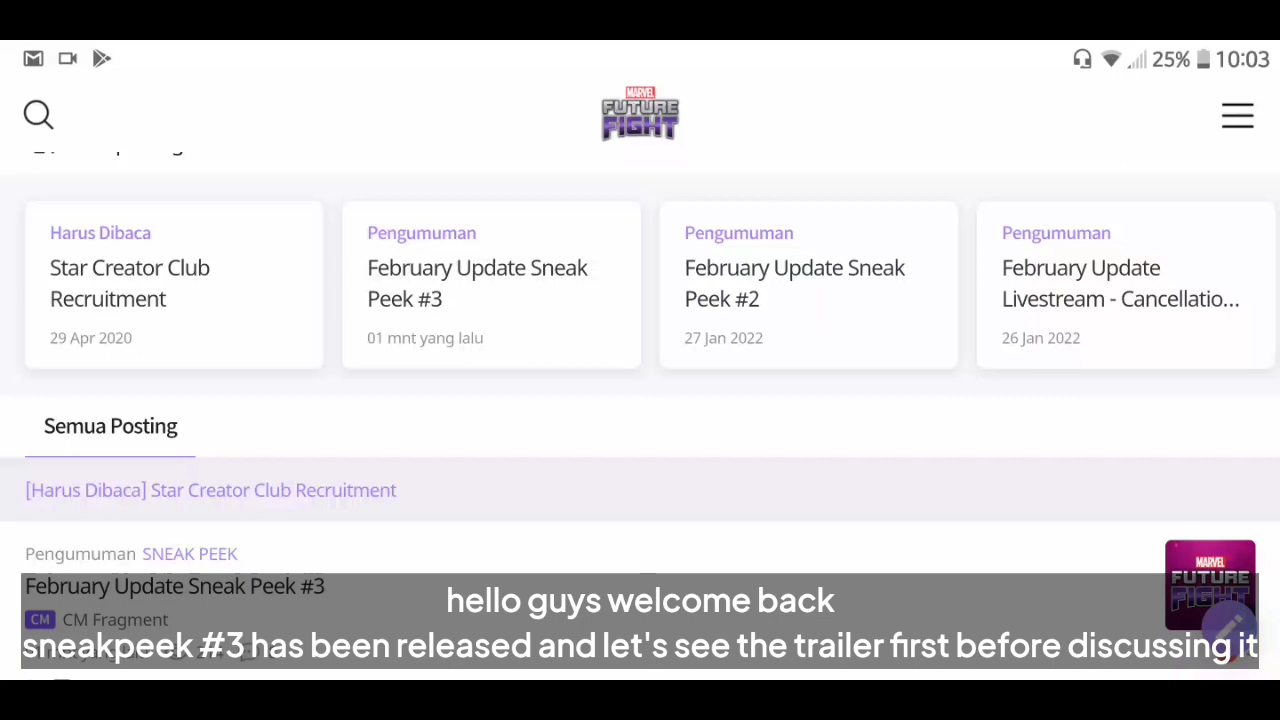 25% 10:03
MARVEL
FUTURE
FIGHT
Harus Dibaca
Star Creator Club
Recruitment
29 Apr 2020
Pengumuman
February Update Sneak
Peek #3
01 mnt yang lalu
Pengumuman
February Update Sneak
Peek #2
27 Jan 2022
Pengumuman
February Update
Livestream - Cancellatio...
26 Jan 2022
Semua Posting
[Harus Dibaca] Star Creator Club Recruitment
Pengumuman SNEAK PEEK
February Update Sneak Peek #3
CM CM Fragment
MARVEL
FUTURE
FIGHT
hello guys welcome back
sneakpeek #3 has been released and let's see the trailer first before discussing it